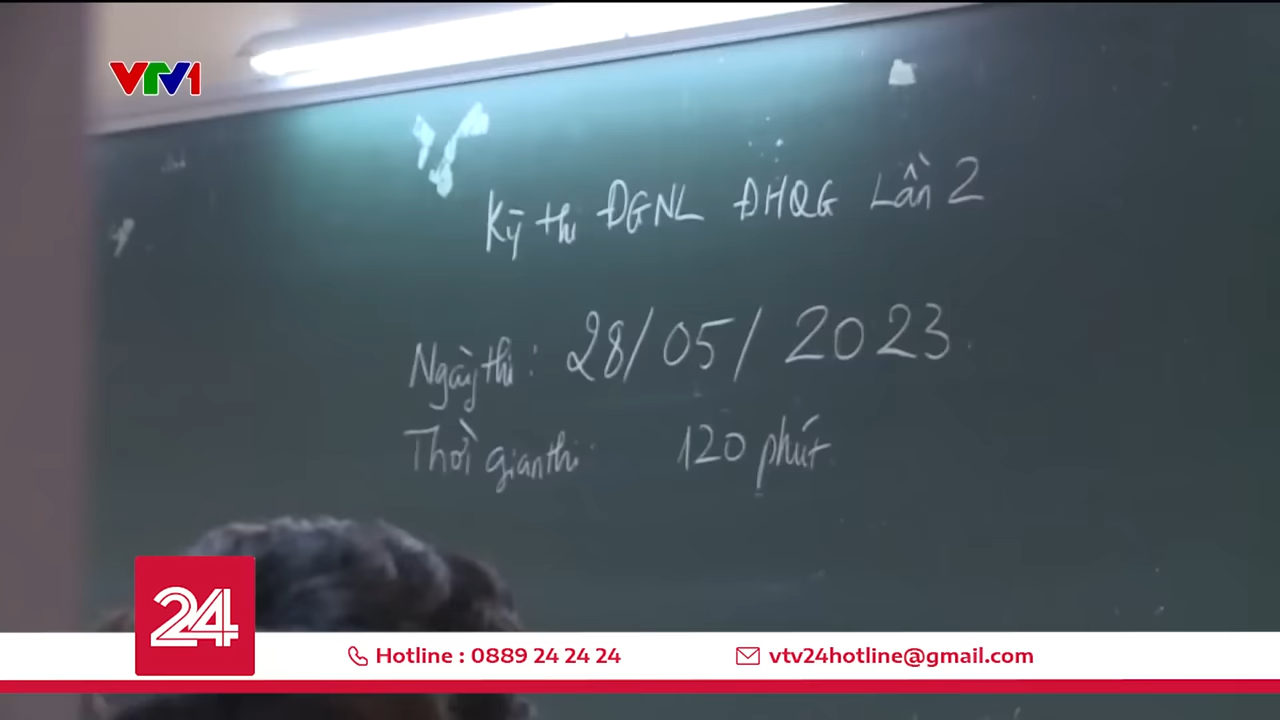 VTV1
Kỳ thi ĐGNL ĐHQG Lần 2
Ngày thi: 28/05/2023
Thời gian thi: 120 phút
24
Hotline : 0889 24 24 24
vtv24hotline@gmail.com